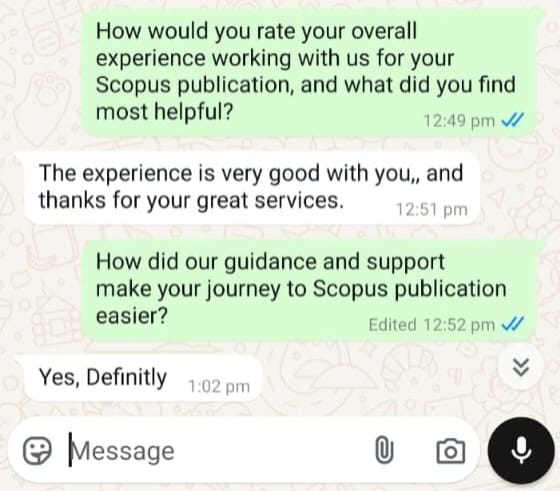 How would you rate your overall
experience working with us for your
Scopus publication, and what did you find
most helpful?
12:49 pm
The experience is very good with you,, and
thanks for your great services.
12:51 pm
How did our guidance and support
make your journey to Scopus publication
easier?
Edited 12:52 pm
Yes, Definitly
1:02 pm
Message